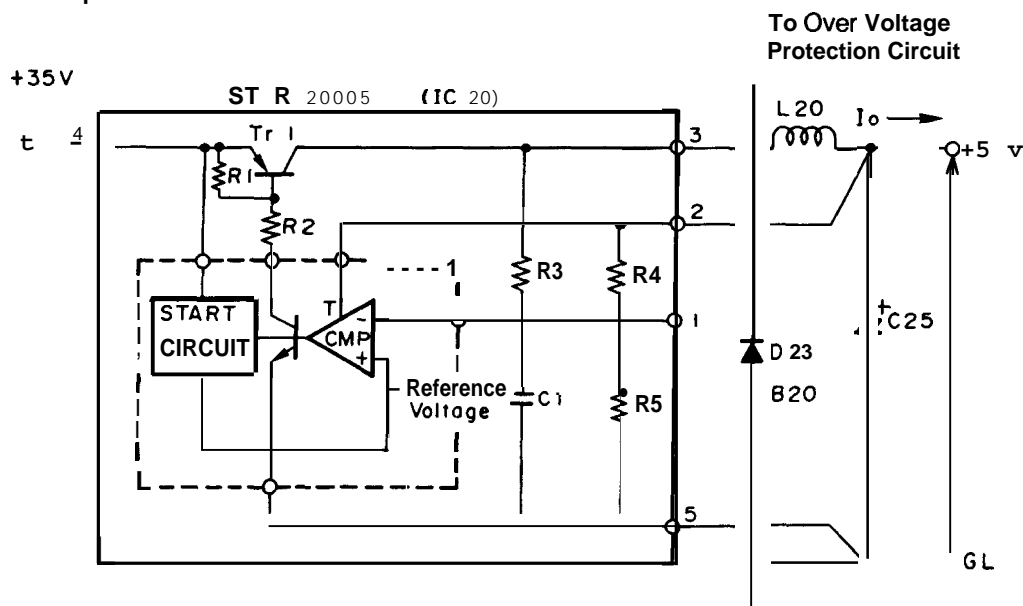 To Over Voltage
Protection Circuit
+35V
ST R 20005 (IC 20)
L20
Io
t 4
Tr 1
3
+5 v
R1
2
R2
R3
R4
1
START
CIRCUIT
T
-
CMP
+
1
+
C25
D23
Reference
Voltage
C1
R5
B20
5
GL